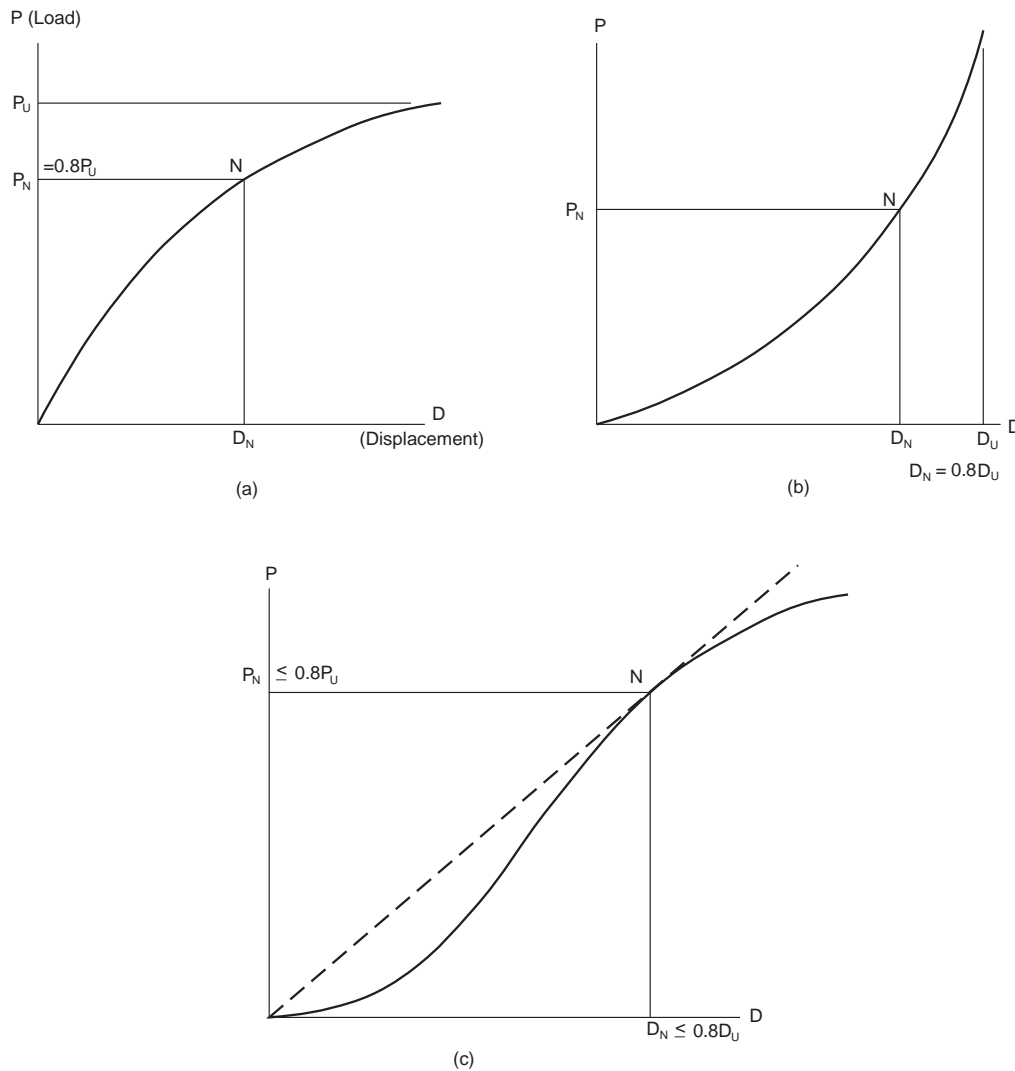 P (Load)
P_U
=0.8P_U
P_N
N
D
(Displacement)
D_N
(a)
P
P_N
N
D
D_N
D_U
D_N = 0.8D_U
(b)
P
P_N ≤ 0.8P_U
N
D
D_N ≤ 0.8D_U
(c)